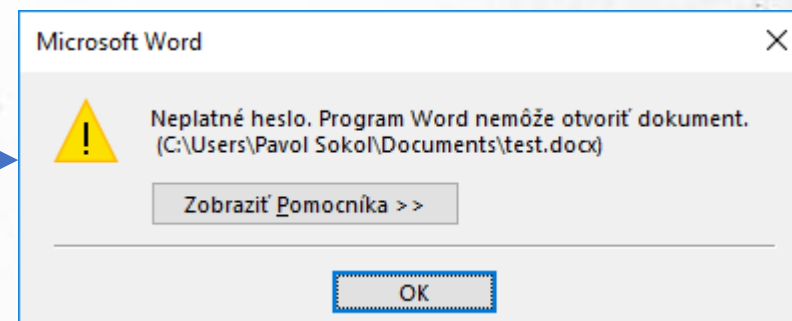 Microsoft Word
Neplatné heslo. Program Word nemôže otvoriť dokument.
(C:\Users\Pavol Sokol\Documents\test.docx)
Zobraziť Pomocníka >>
OK